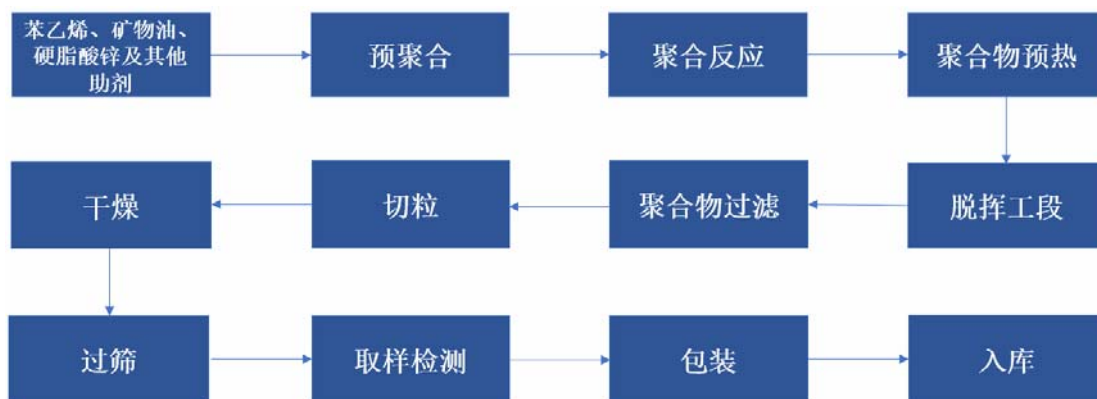 苯乙烯、矿物油、
硬脂酸锌及其他
助剂
预聚合
聚合反应
聚合物预热
脱挥工段
聚合物过滤
切粒
干燥
过筛
取样检测
包装
入库